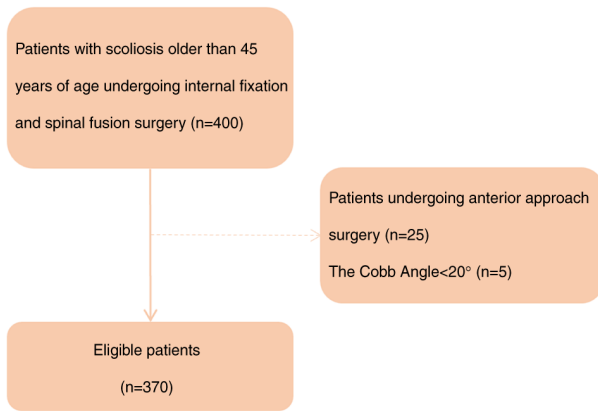 Patients with scoliosis older than 45
years of age undergoing internal fixation
and spinal fusion surgery (n=400)
Patients undergoing anterior approach
surgery (n=25)
The Cobb Angle<20° (n=5)
Eligible patients
(n=370)